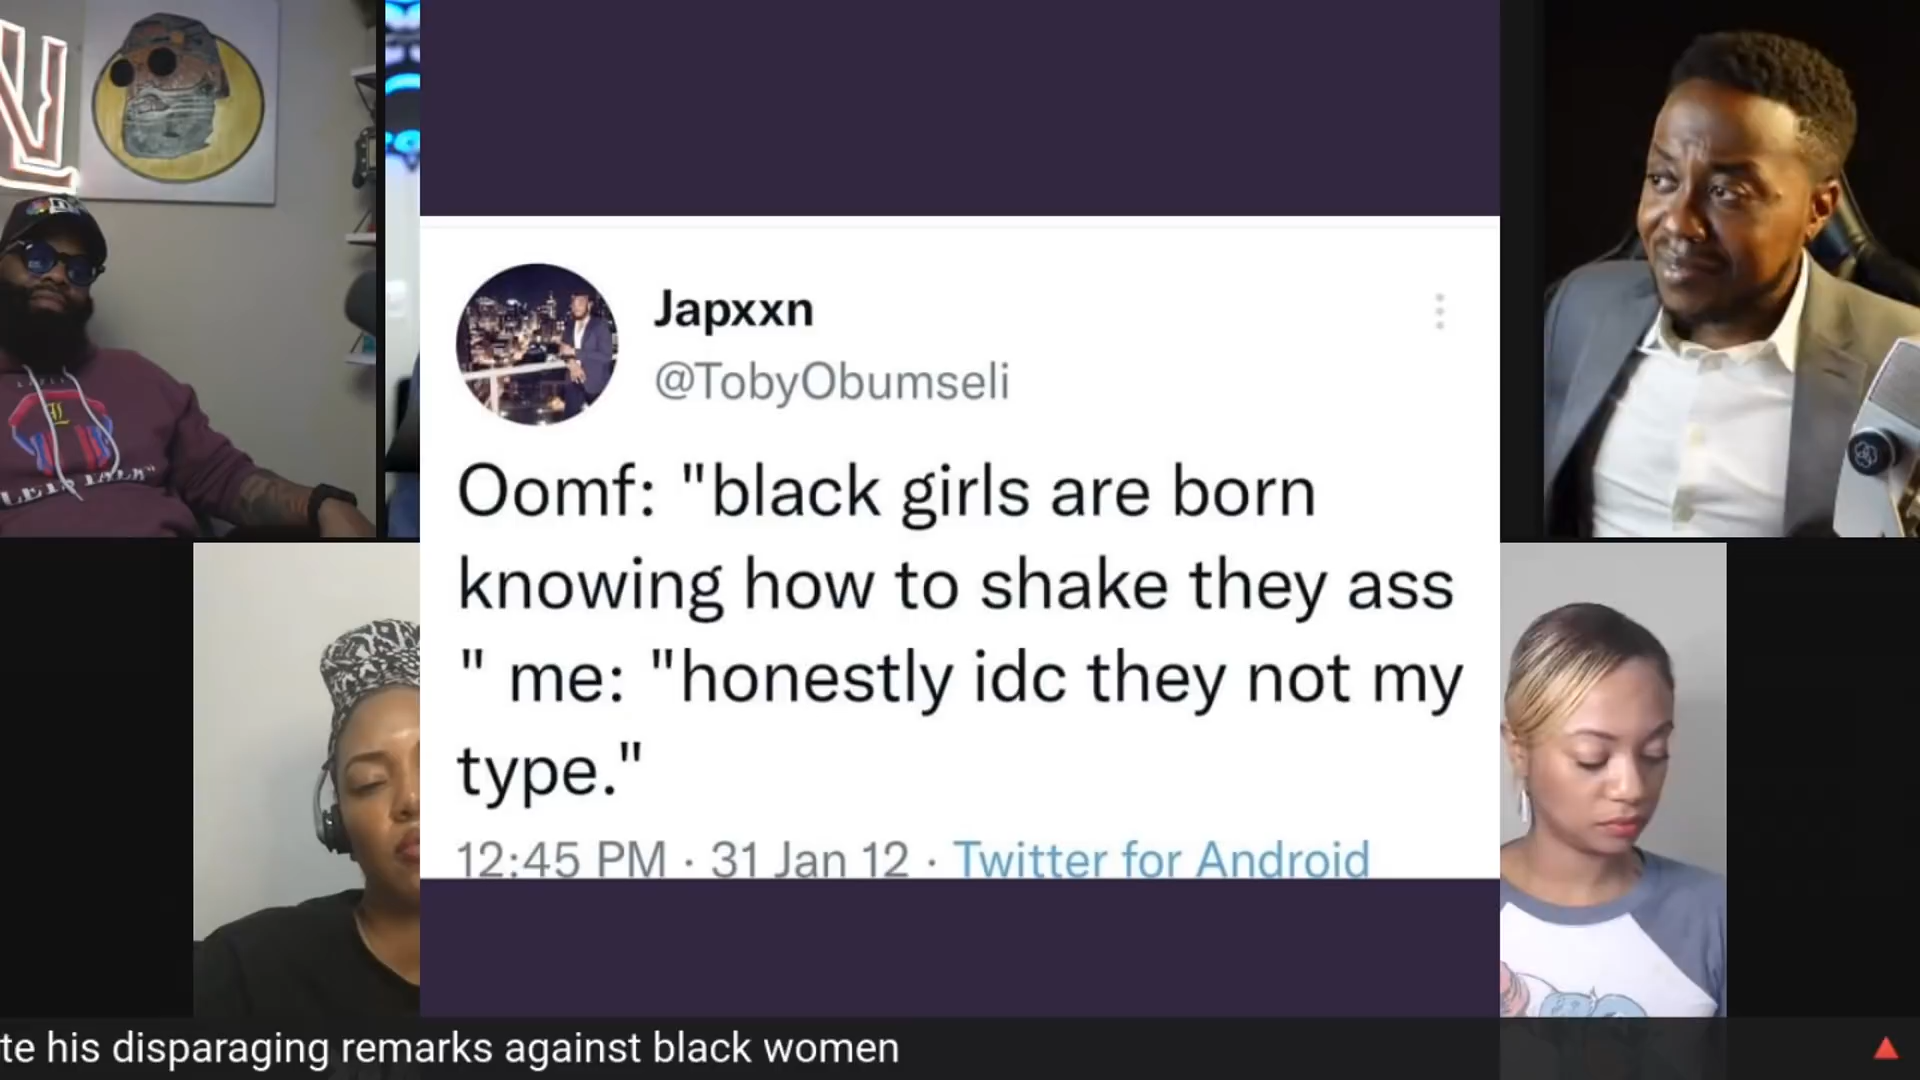 Japxxn
@TobyObumseli
Oomf: "black girls are born
knowing how to shake they ass
" me: "honestly idc they not my
type."
12:45 PM · 31 Jan 12 · Twitter for Android
te his disparaging remarks against black women